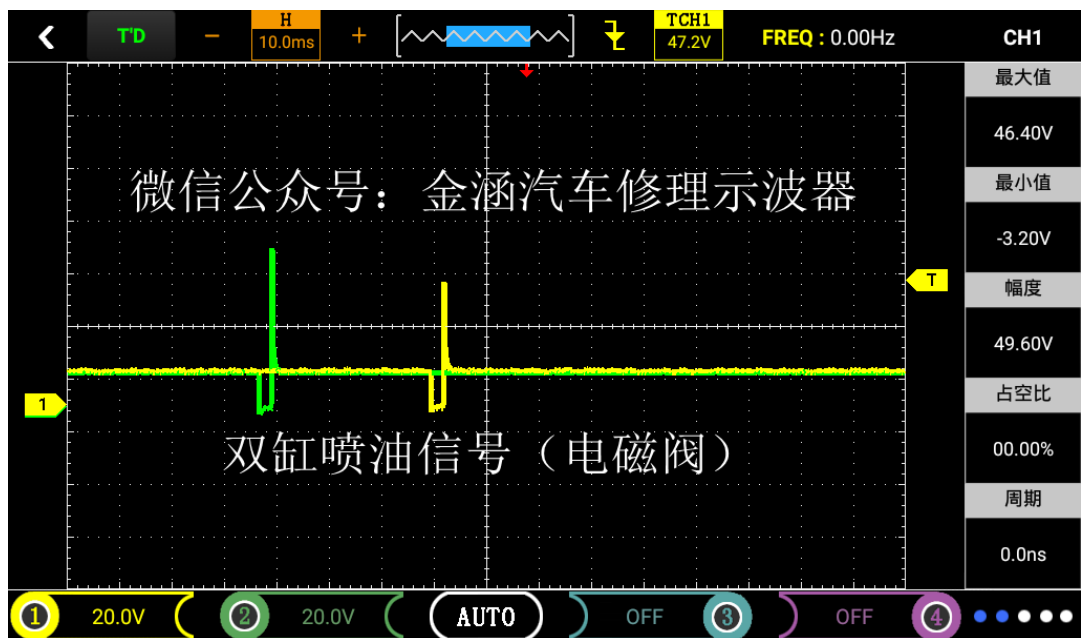 T'D
−
H
10.0ms
+
TCH1
47.2V
FREQ : 0.00Hz
CH1
最大值
46.40V
最小值
-3.20V
幅度
49.60V
占空比
00.00%
周期
0.0ns
微信公众号：金涵汽车修理示波器
T
1
双缸喷油信号（电磁阀）
1 20.0V
2 20.0V
AUTO
OFF 3
OFF 4